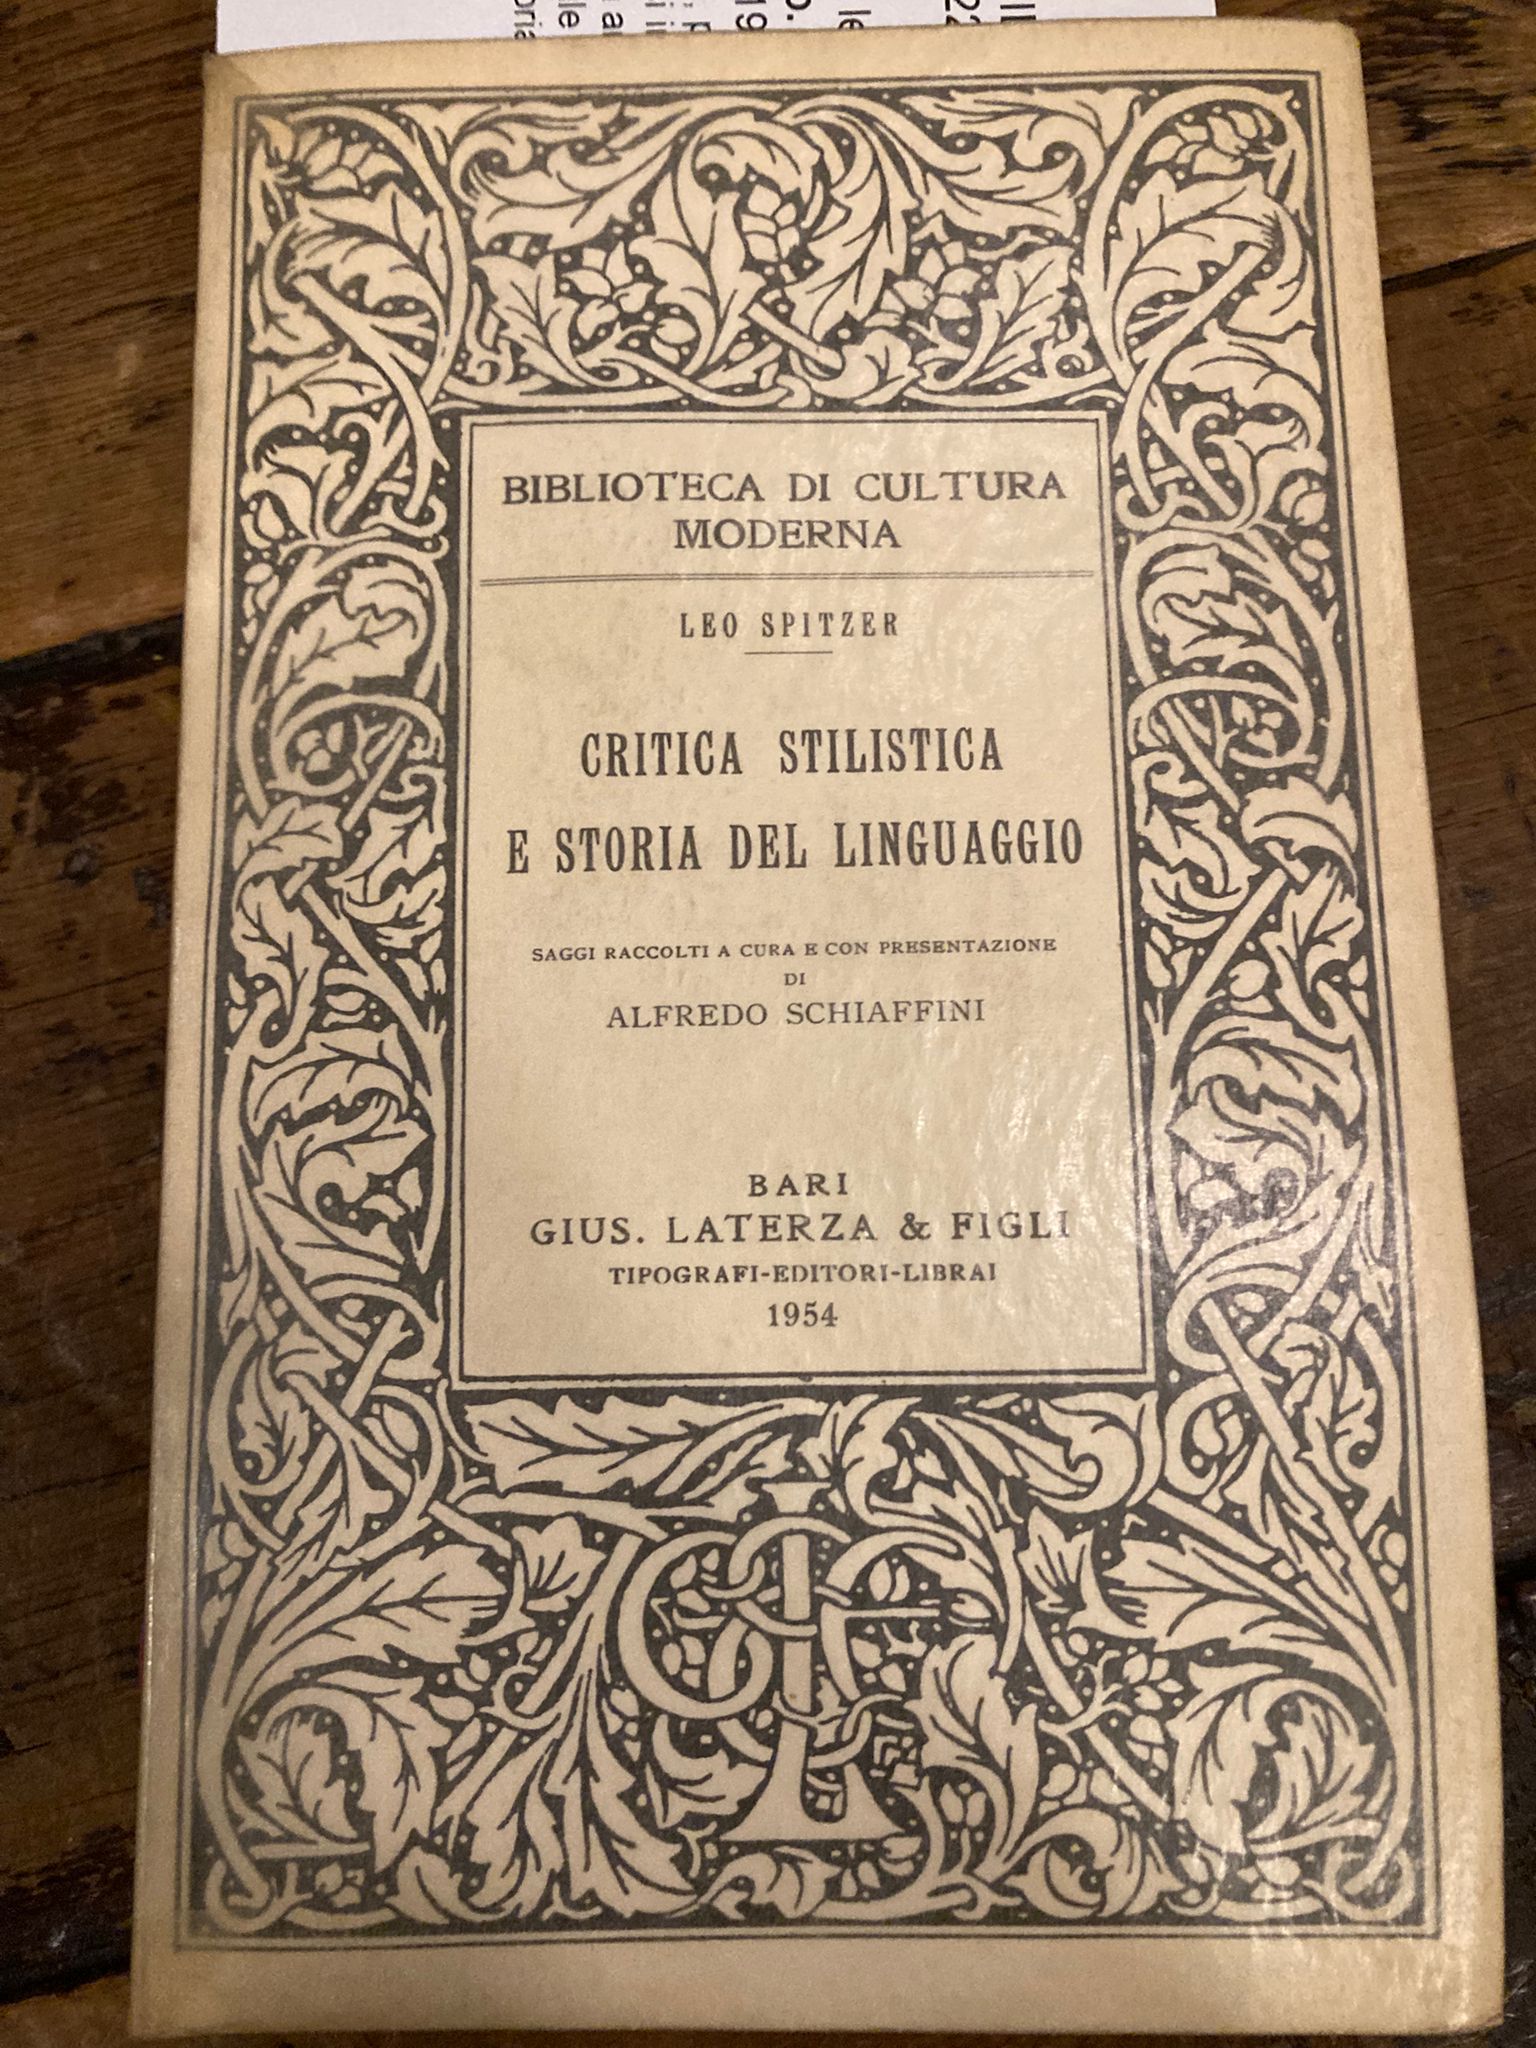 BIBLIOTECA DI CULTURA
MODERNA
LEO SPITZER
CRITICA STILISTICA
E STORIA DEL LINGUAGGIO
SAGGI RACCOLTI A CURA E CON PRESENTAZIONE
DI
ALFREDO SCHIAFFINI
BARI
GIUS. LATERZA & FIGLI
TIPOGRAFI-EDITORI-LIBRAI
1954